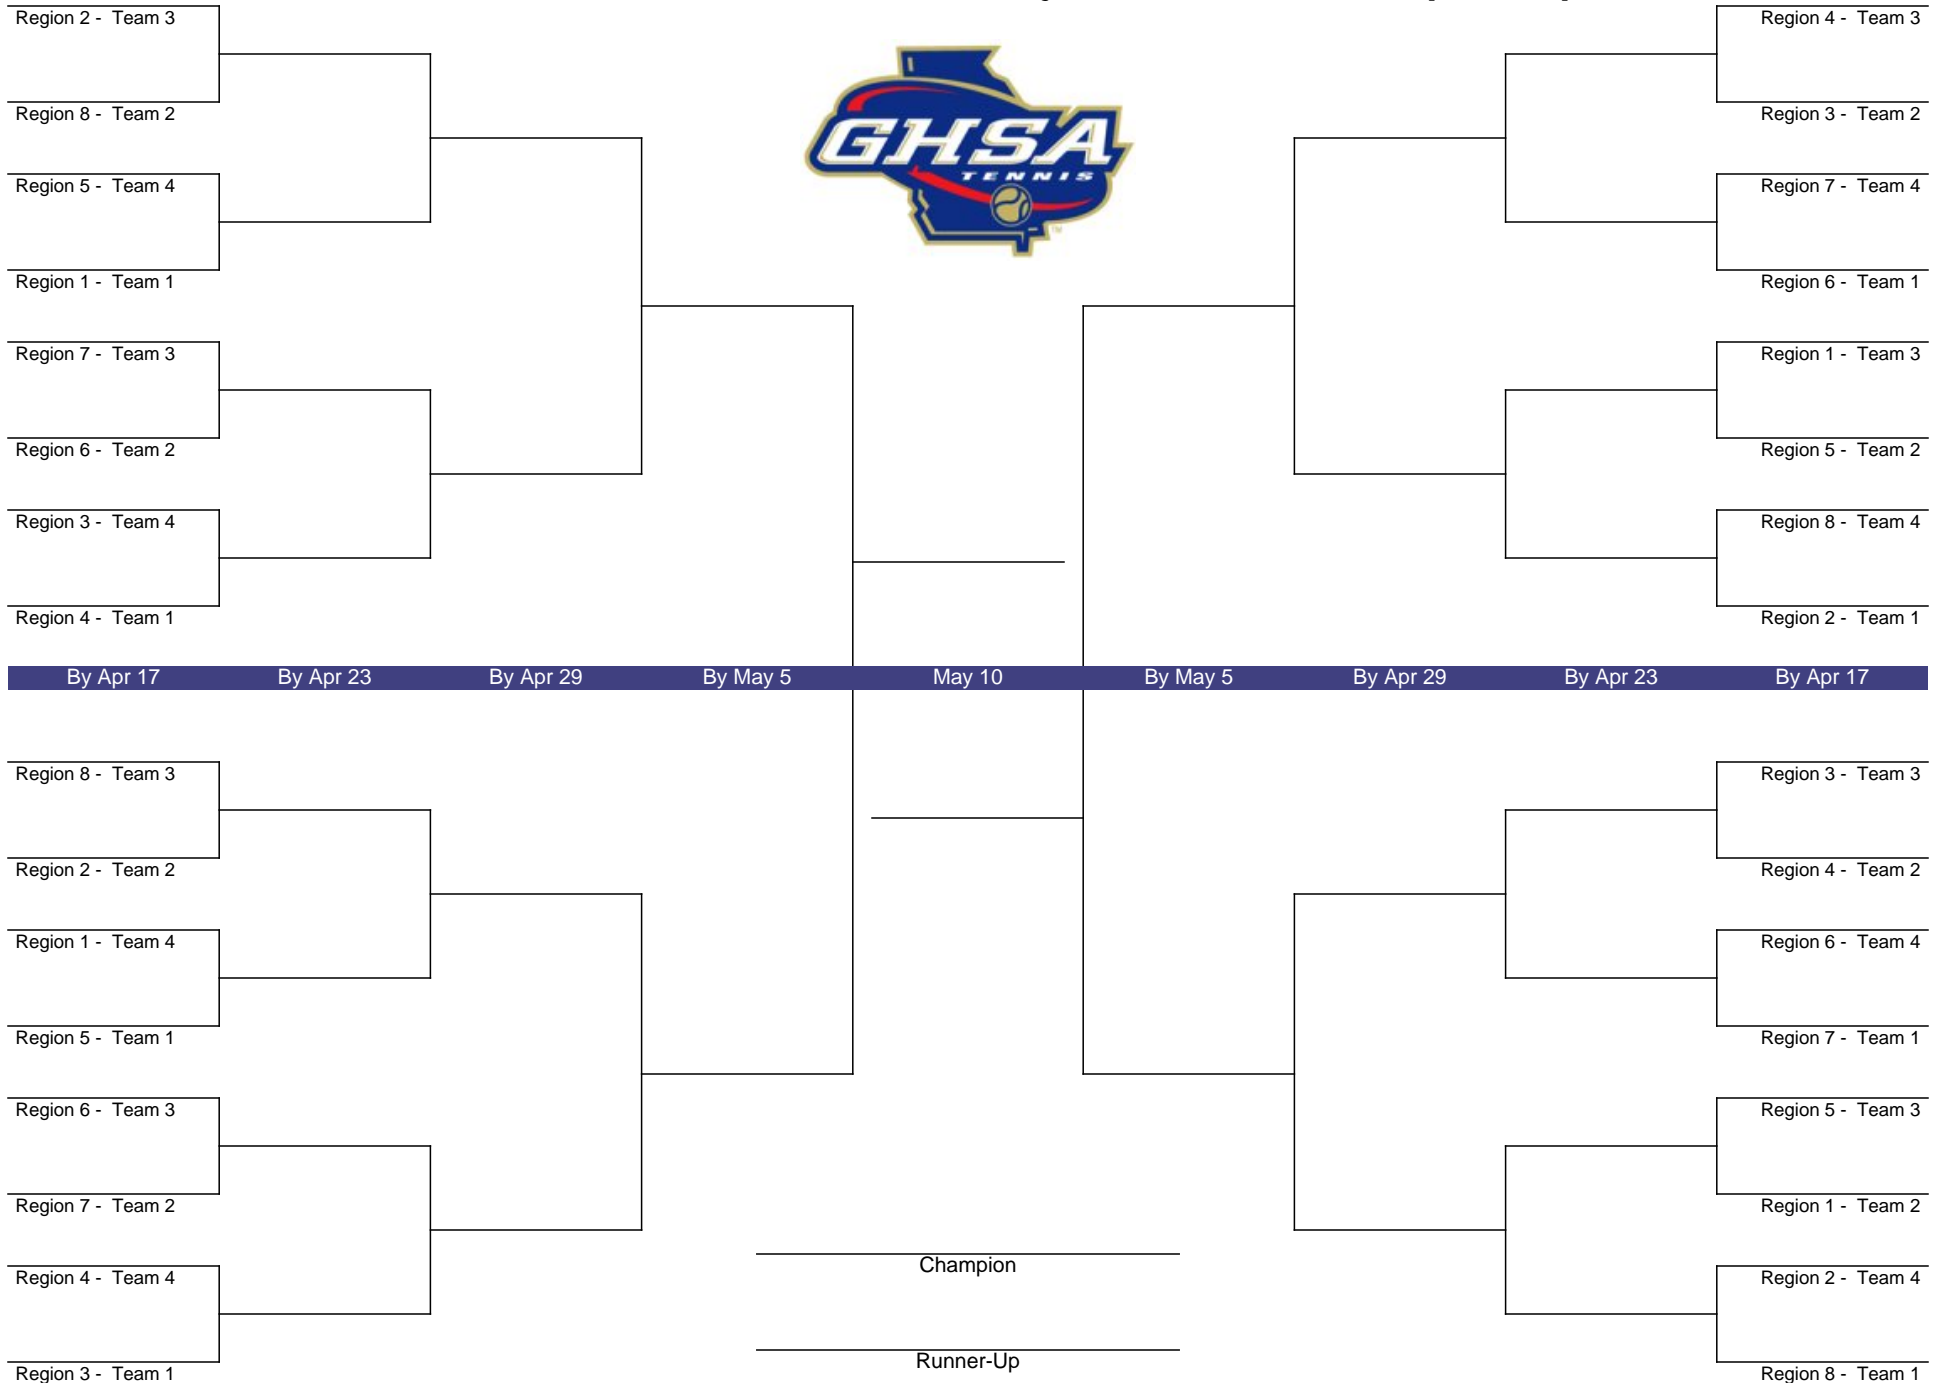 Region 2 - Team 3
Region 8 - Team 2
Region 5 - Team 4
Region 1 - Team 1
Region 7 - Team 3
Region 6 - Team 2
Region 3 - Team 4
Region 4 - Team 1
GHSA
TENNIS
TM
Region 4 - Team 3
Region 3 - Team 2
Region 7 - Team 4
Region 6 - Team 1
Region 1 - Team 3
Region 5 - Team 2
Region 8 - Team 4
Region 2 - Team 1
By Apr 17 By Apr 23 By Apr 29 By May 5 May 10 By May 5 By Apr 29 By Apr 23 By Apr 17
Region 8 - Team 3
Region 2 - Team 2
Region 1 - Team 4
Region 5 - Team 1
Region 6 - Team 3
Region 7 - Team 2
Region 4 - Team 4
Region 3 - Team 1
Champion
Runner-Up
Region 3 - Team 3
Region 4 - Team 2
Region 6 - Team 4
Region 7 - Team 1
Region 5 - Team 3
Region 1 - Team 2
Region 2 - Team 4
Region 8 - Team 1